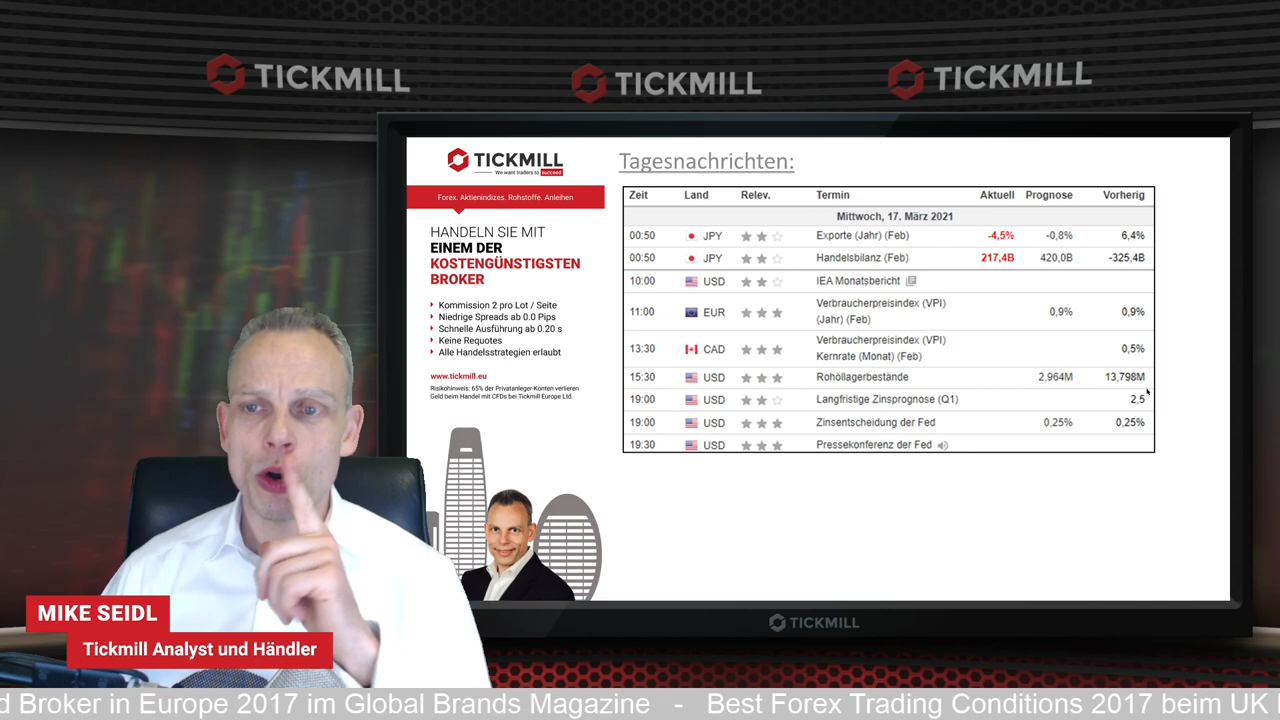 TICKMILL
TICKMILL
TICKMILL
TICKMILL
We want traders to succeed
Forex. Aktienindizes. Rohstoffe. Anleihen
HANDELN SIE MIT
EINEM DER
KOSTENGÜNSTIGSTEN
BROKER
Kommission 2 pro Lot / Seite
Niedrige Spreads ab 0.0 Pips
Schnelle Ausführung ab 0.20 s
Keine Requotes
Alle Handelsstrategien erlaubt
www.tickmill.eu
Risikohinweis: 65% der Privatanleger-Konten verlieren
Geld beim Handel mit CFDs bei Tickmill Europe Ltd.
Tagesnachrichten:
Zeit Land Relev. Termin Aktuell Prognose Vorherig
Mittwoch, 17. März 2021
00:50 JPY Exporte (Jahr) (Feb) -4,5% -0,8% 6,4%
00:50 JPY Handelsbilanz (Feb) 217,4B 420,0B -325,4B
10:00 USD IEA Monatsbericht
11:00 EUR Verbraucherpreisindex (VPI)
(Jahr) (Feb) 0,9% 0,9%
13:30 CAD Verbraucherpreisindex (VPI)
Kernrate (Monat) (Feb) 0,5%
15:30 USD Rohöllagerbestände 2,964M 13,798M
19:00 USD Langfristige Zinsprognose (Q1) 2,5
19:00 USD Zinsentscheidung der Fed 0,25% 0,25%
19:30 USD Pressekonferenz der Fed
TICKMILL
MIKE SEIDL
Tickmill Analyst und Händler
d Broker in Europe 2017 im Global Brands Magazine - Best Forex Trading Conditions 2017 beim UK